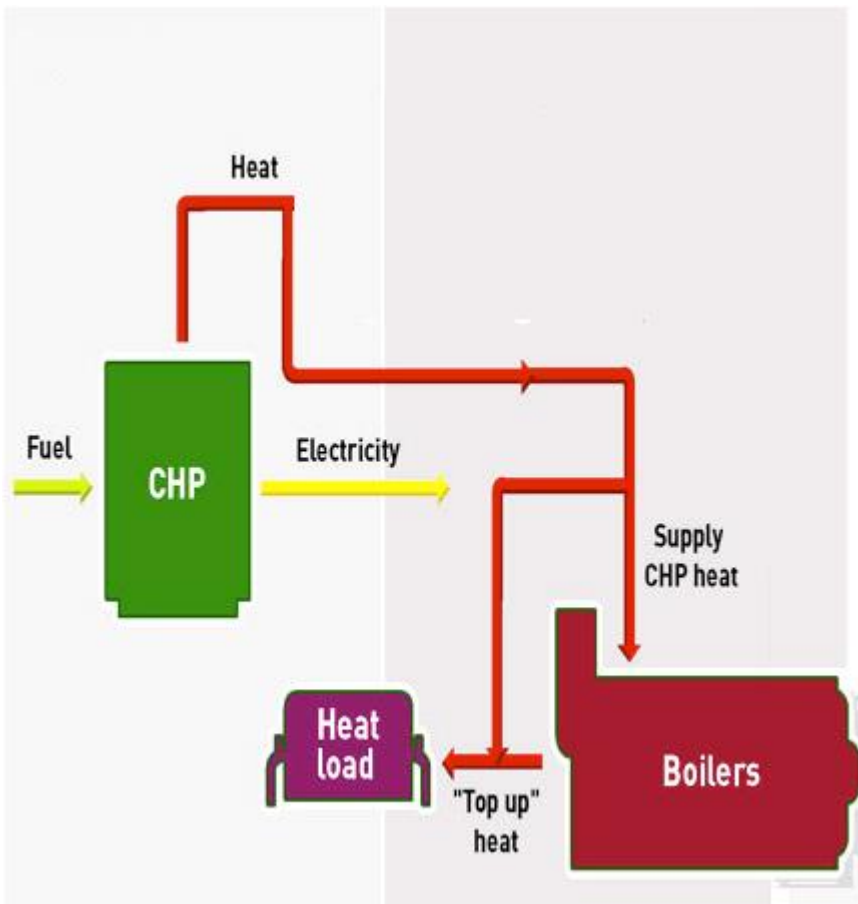 Heat
Fuel
Electricity
CHP
Supply
CHP heat
Heat
load
"Top up"
heat
Boilers